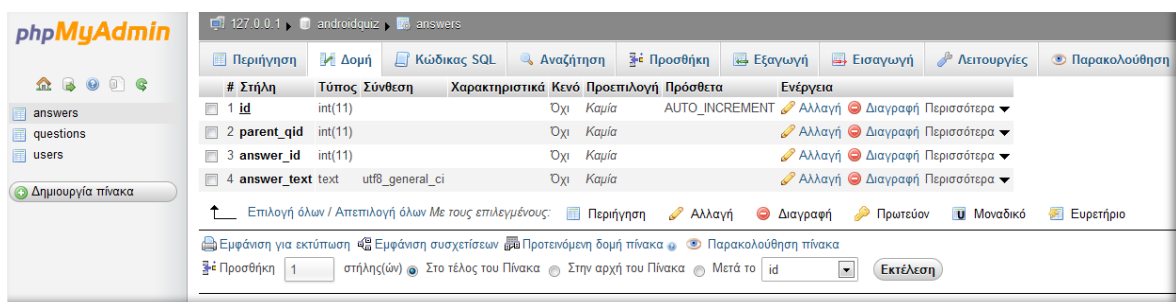 phpMyAdmin
127.0.0.1 ▸ androidquiz ▸ answers
Περιήγηση Δομή Κώδικας SQL Αναζήτηση Προσθήκη Εξαγωγή Εισαγωγή Λειτουργίες Παρακολούθηση
answers
questions
users
Δημιουργία πίνακα
# Στήλη Τύπος Σύνθεση Χαρακτηριστικά Κενό Προεπιλογή Πρόσθετα Ενέργεια
1 id int(11) Όχι Καμία AUTO_INCREMENT Αλλαγή Διαγραφή Περισσότερα
2 parent_qid int(11) Όχι Καμία Αλλαγή Διαγραφή Περισσότερα
3 answer_id int(11) Όχι Καμία Αλλαγή Διαγραφή Περισσότερα
4 answer_text text utf8_general_ci Όχι Καμία Αλλαγή Διαγραφή Περισσότερα
Επιλογή όλων / Απεπιλογή όλων Με τους επιλεγμένους: Περιήγηση Αλλαγή Διαγραφή Πρωτεύον U Μοναδικό Ευρετήριο
Εμφάνιση για εκτύπωση Εμφάνιση συσχετίσεων Προτεινόμενη δομή πίνακα Παρακολούθηση πίνακα
Προσθήκη 1 στήλης(ών) Στο τέλος του Πίνακα Στην αρχή του Πίνακα Μετά το id Εκτέλεση